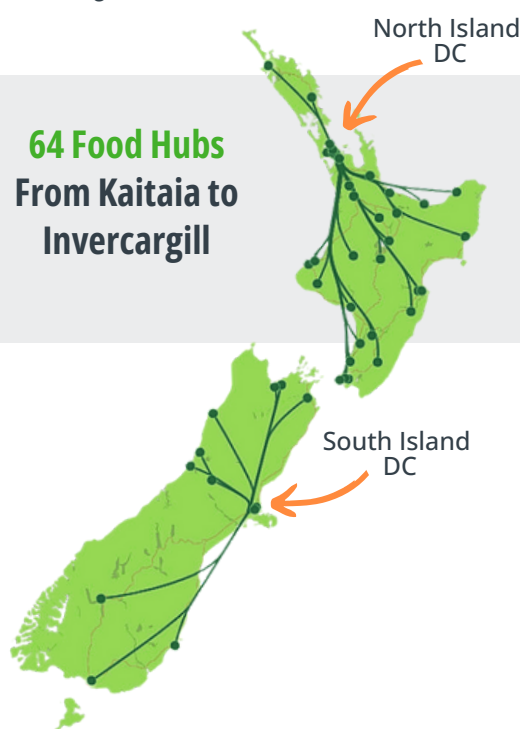 North Island
DC
64 Food Hubs
From Kaitaia to
Invercargill
South Island
DC